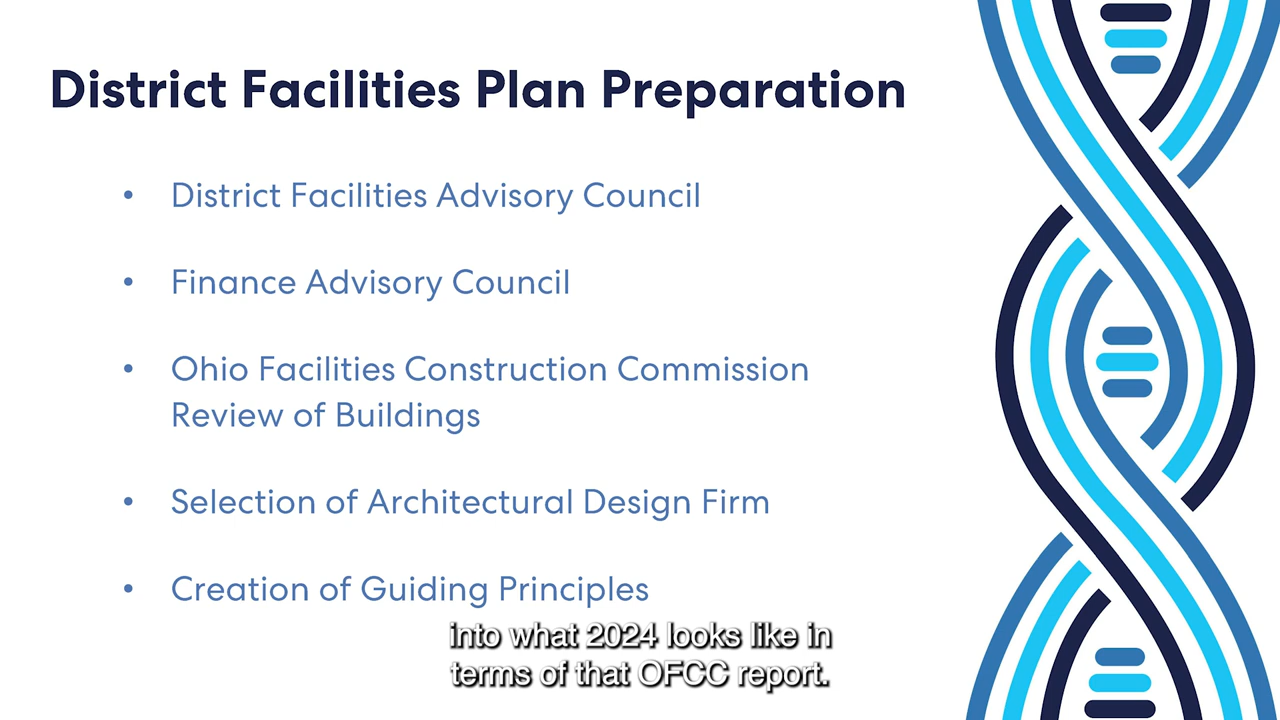 District Facilities Plan Preparation
• District Facilities Advisory Council
• Finance Advisory Council
• Ohio Facilities Construction Commission
Review of Buildings
• Selection of Architectural Design Firm
• Creation of Guiding Principles
into what 2024 looks like in
terms of that OFCC report.